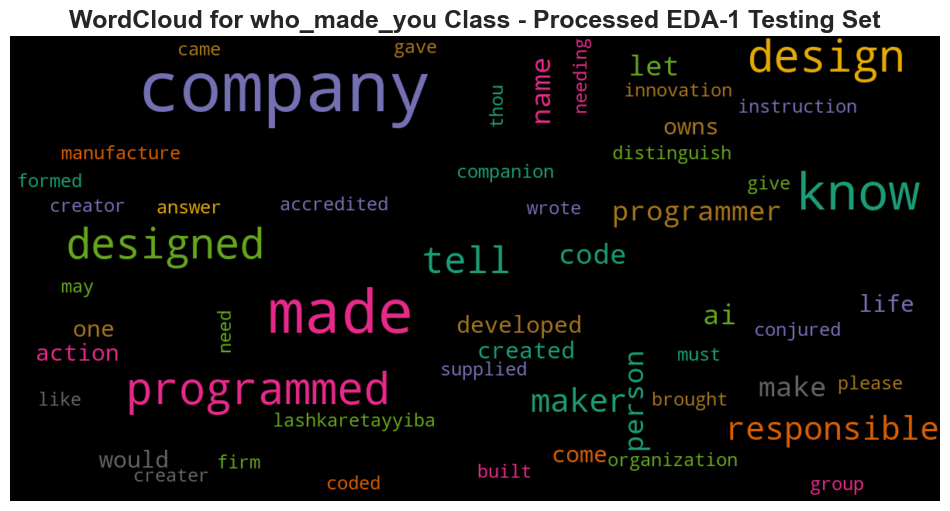 WordCloud for who_made_you Class - Processed EDA-1 Testing Set
came
gave
company
thou
name
needing
let
design
innovation
instruction
owns
manufacture
distinguish
formed
companion
give
know
creator
answer
accredited
wrote
programmer
designed
tell
code
may
made
ai
life
one
need
developed
conjured
action
created
must
supplied
person
programmed
like
maker
brought
make
please
lashkaretayyiba
responsible
would
firm
come
organization
creater
coded
built
group